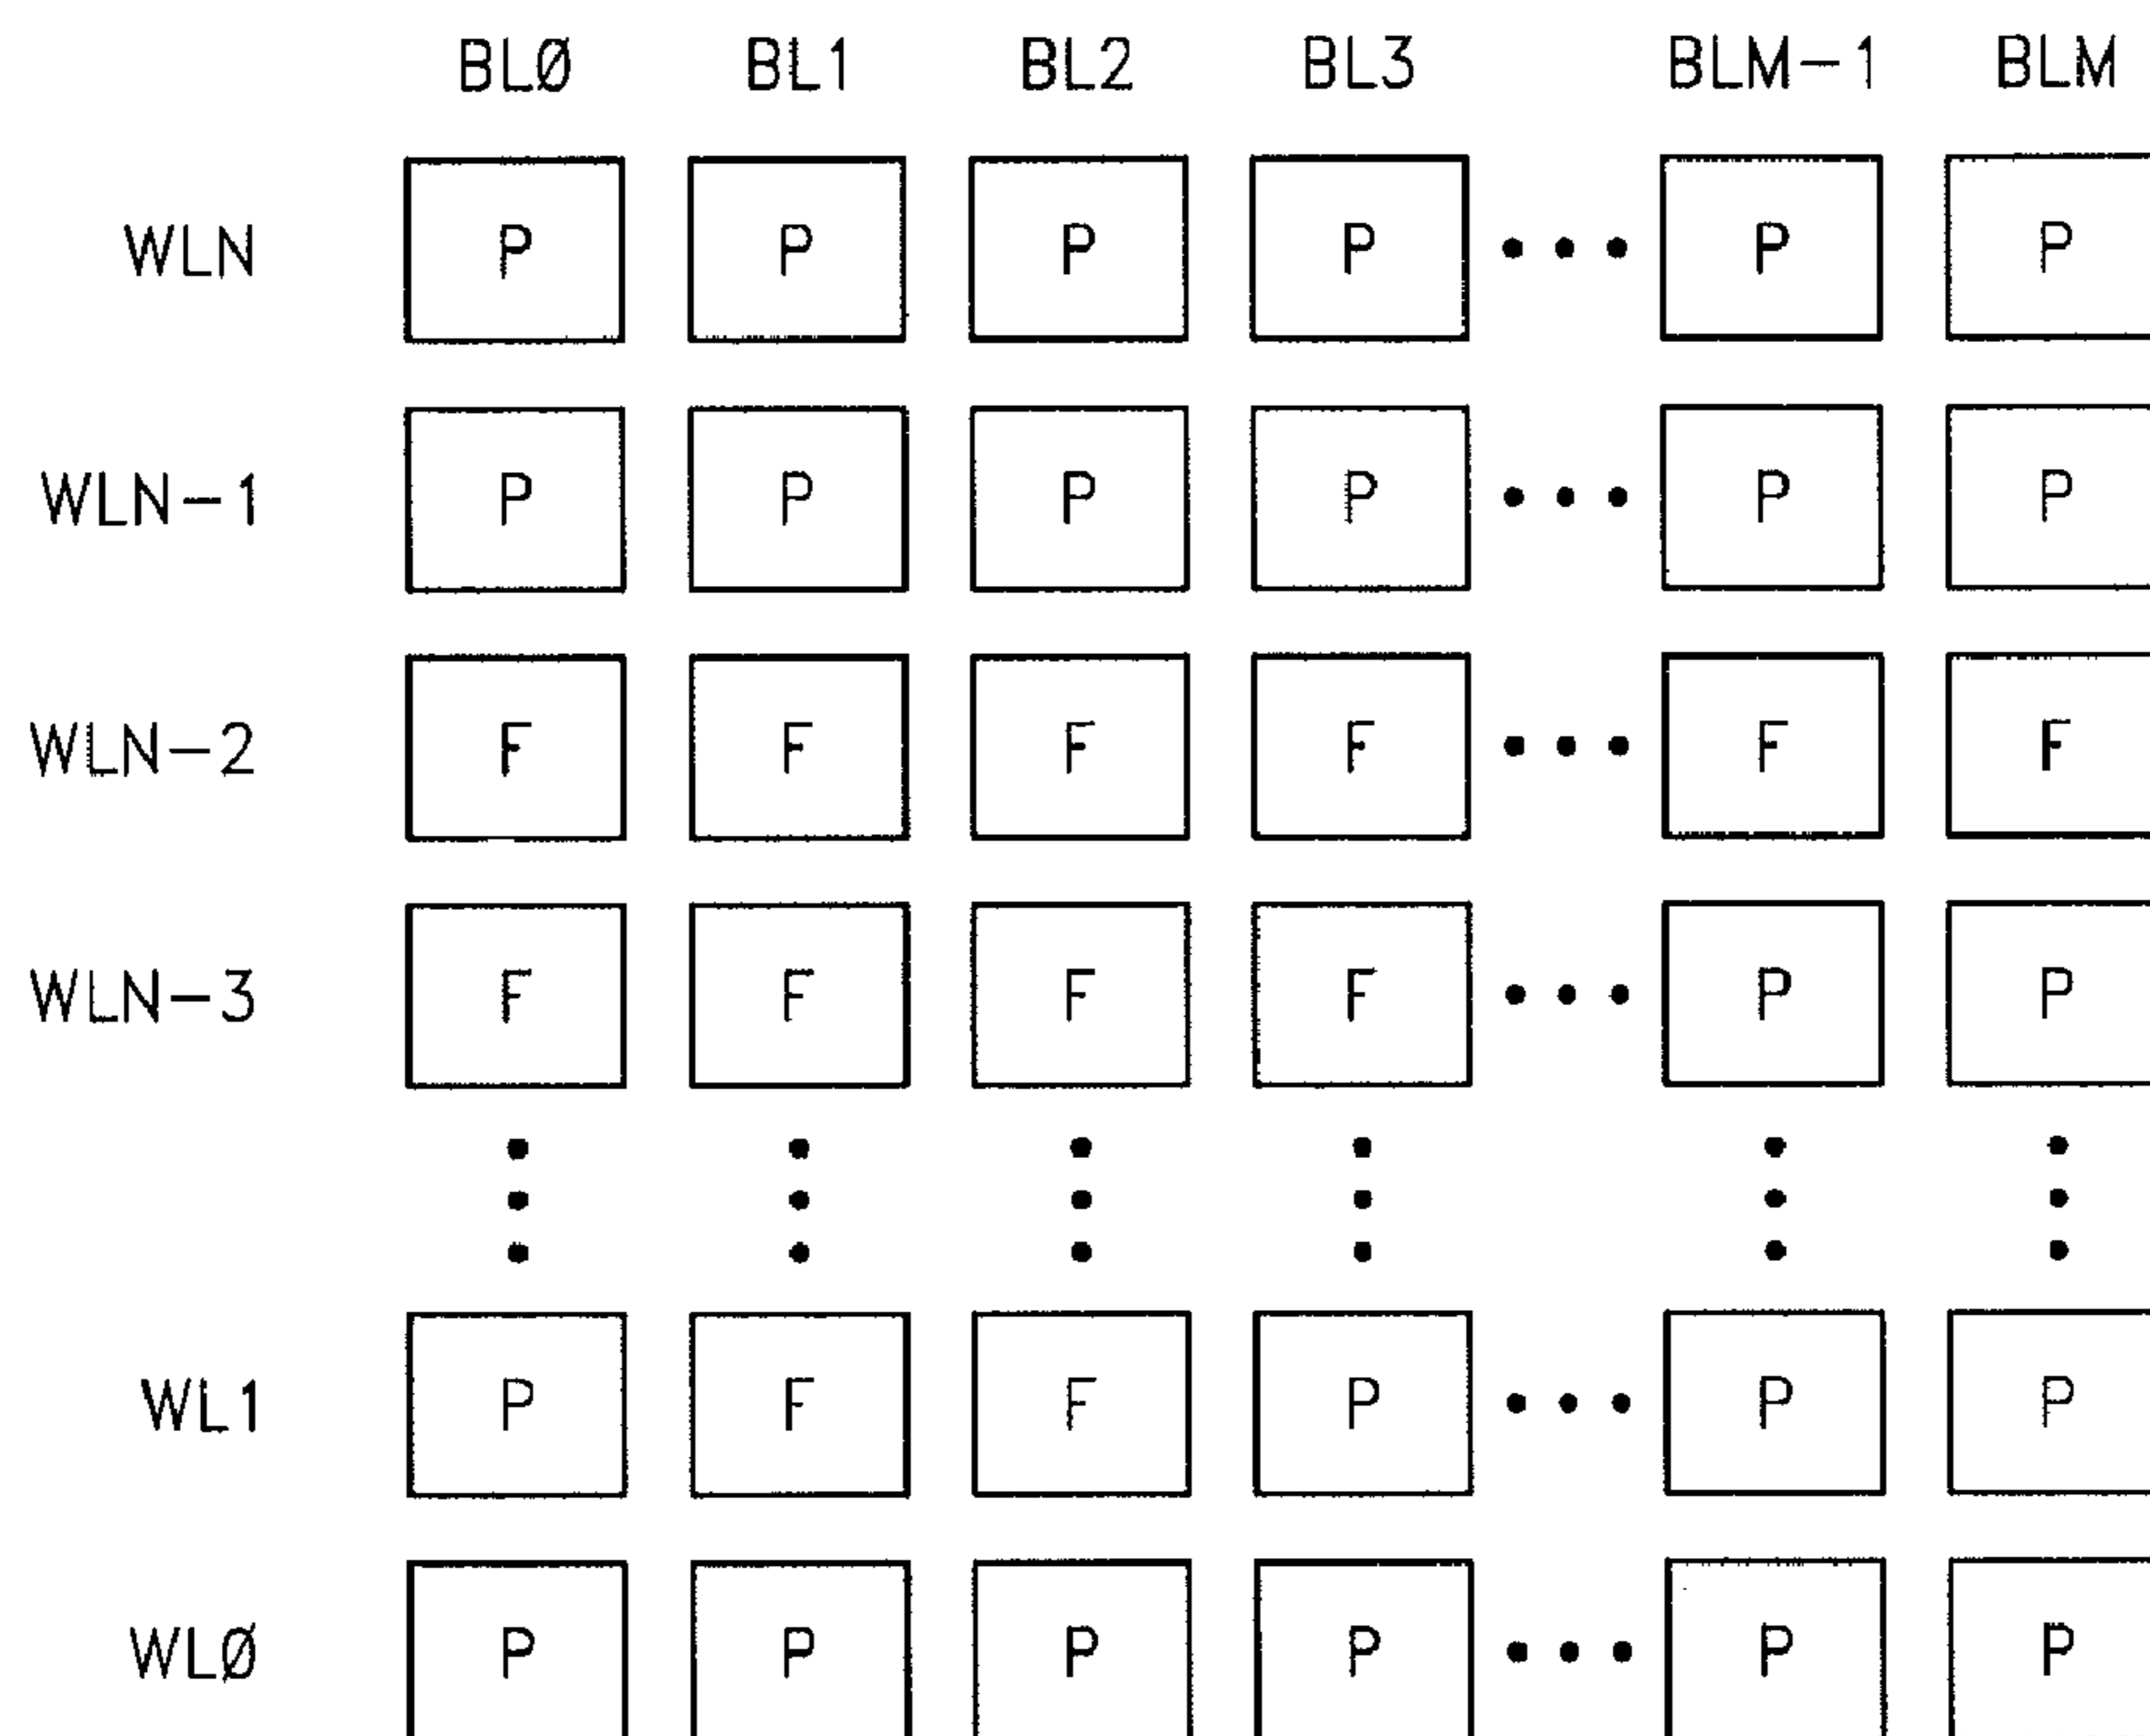 BLØ BL1 BL2 BL3 BLM-1 BLM
WLN P P P P ••• P P
WLN-1 P P P P ••• P P
WLN-2 F F F F ••• F F
WLN-3 F F F F ••• P P
WL1 P F F P ••• P P
WLØ P P P P ••• P P